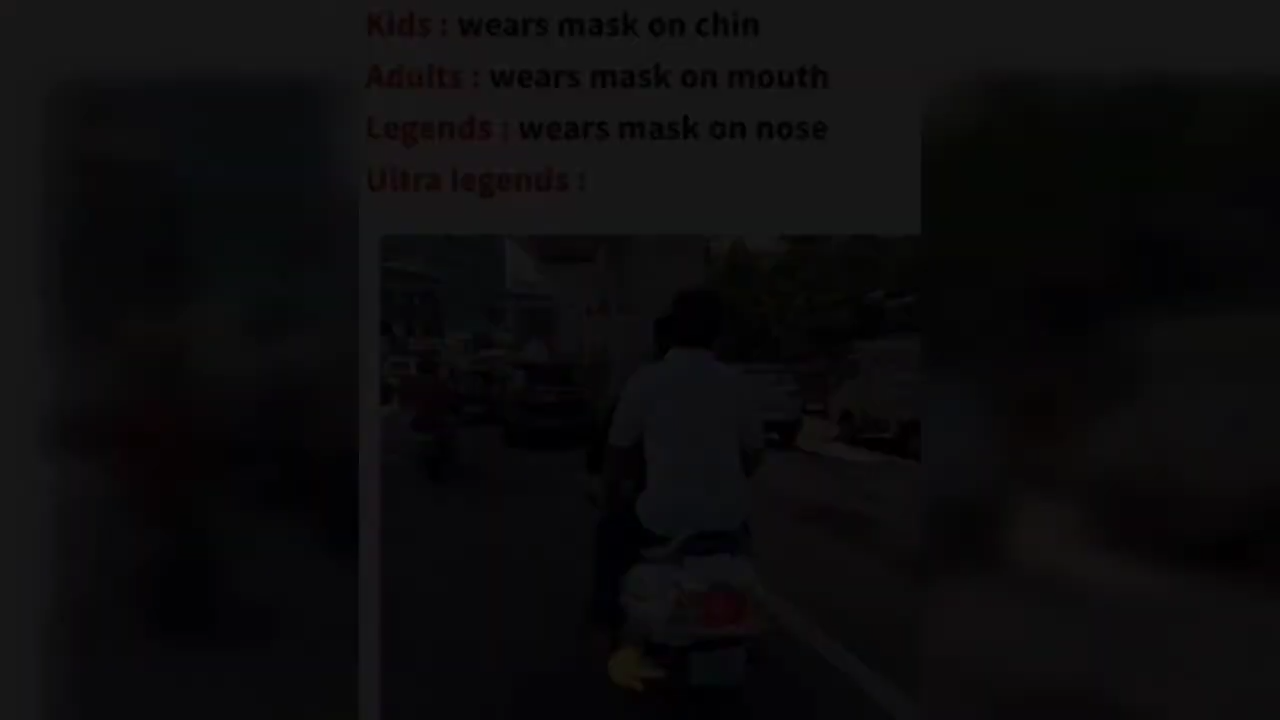 Kids : wears mask on chin
Adults : wears mask on mouth
Legends : wears mask on nose
Ultra legends :